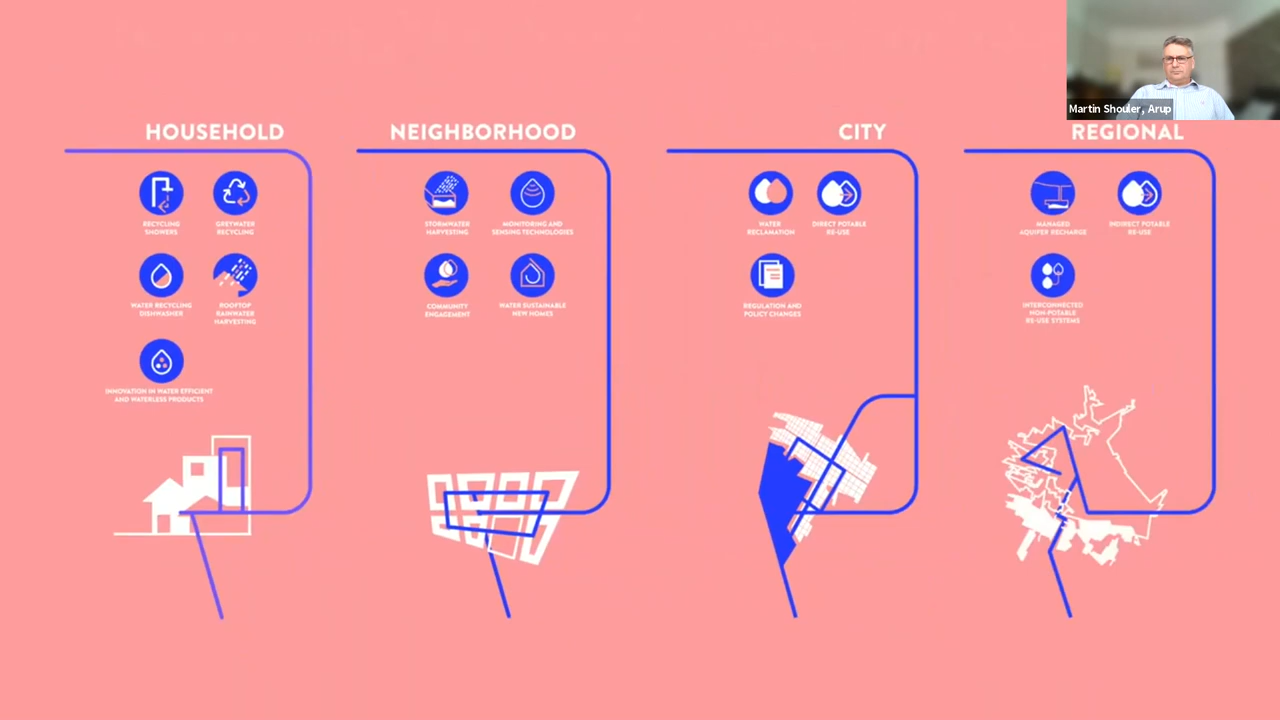 Martin Shouler, Arup
HOUSEHOLD
RECYCLING
SHOWERS
GREYWATER
RECYCLING
WATER RECYCLING
DISHWASHER
ROOFTOP
RAINWATER
HARVESTING
INNOVATION IN WATER EFFICIENT
AND WATERLESS PRODUCTS
NEIGHBORHOOD
STORMWATER
HARVESTING
MONITORING AND
SENSING TECHNOLOGIES
COMMUNITY
ENGAGEMENT
WATER SUSTAINABLE
NEW HOMES
CITY
WATER
RECLAMATION
DIRECT POTABLE
RE-USE
REGULATION AND
POLICY CHANGES
REGIONAL
MANAGED
AQUIFER RECHARGE
INDIRECT POTABLE
RE-USE
INTERCONNECTED
NON-POTABLE
RE-USE SYSTEMS